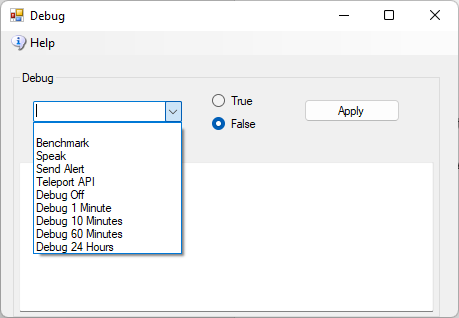 Debug
Help
Debug
True
False
Apply
Benchmark
Speak
Send Alert
Teleport API
Debug Off
Debug 1 Minute
Debug 10 Minutes
Debug 60 Minutes
Debug 24 Hours